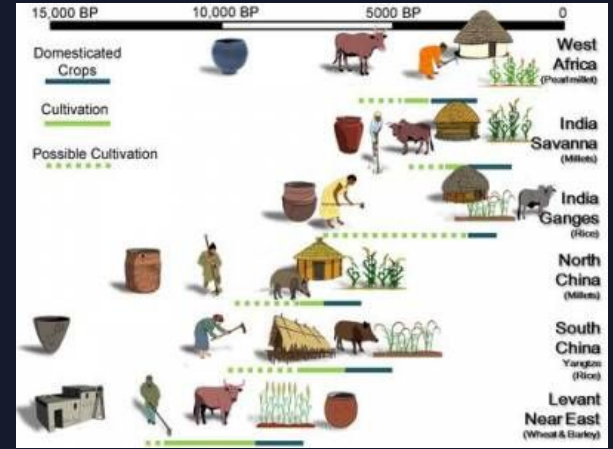 15,000 BP 10,000 BP 5000 BP 0
Domesticated
Crops
Cultivation
Possible Cultivation
West
Africa
(Pearl millet)
India
Savanna
(Millets)
India
Ganges
(Rice)
North
China
(Millets)
South
China
Yangtze
(Rice)
Levant
Near East
(Wheat & Barley)